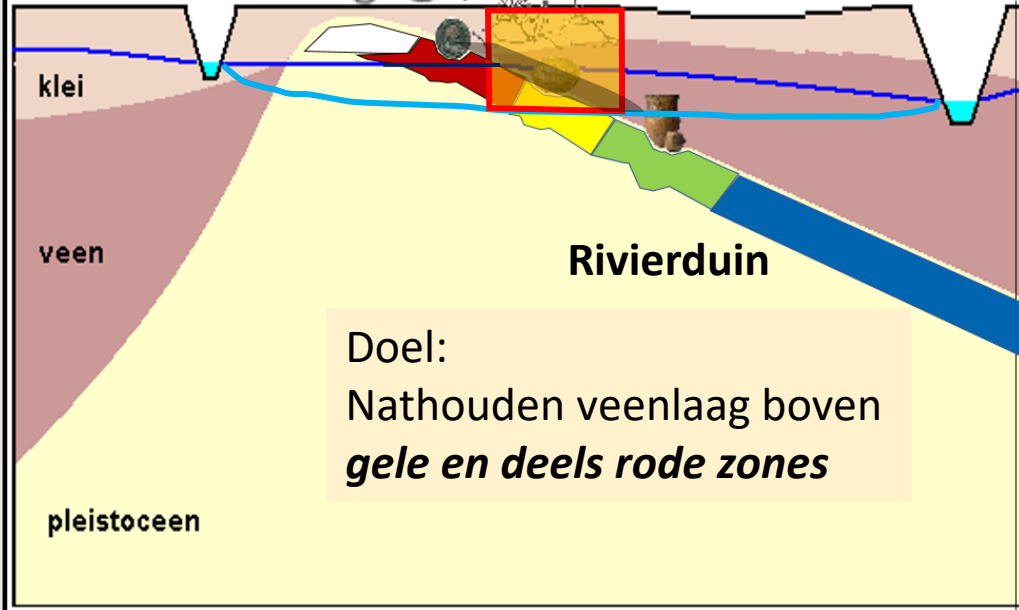 klei
veen
Rivierduin
Doel:
Nathouden veenlaag boven
gele en deels rode zones
pleistoceen